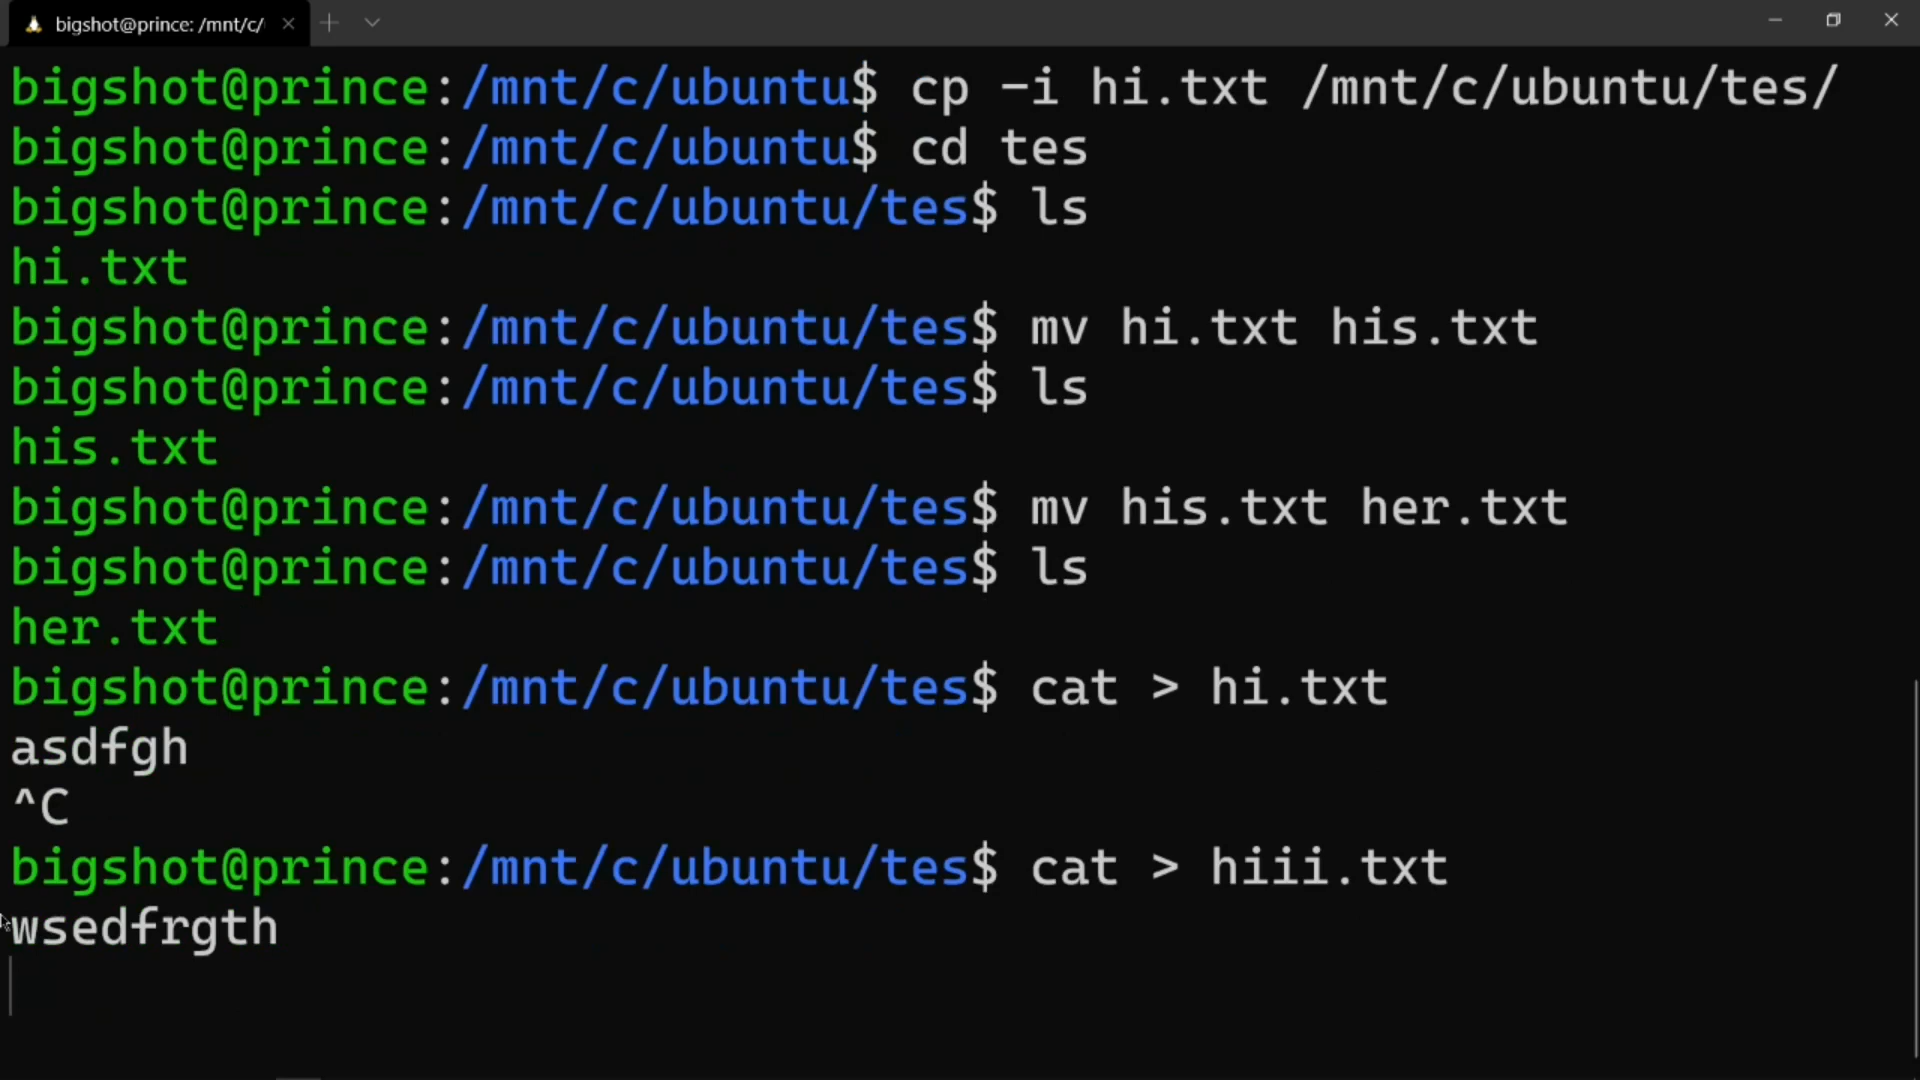 bigshot@prince: /mnt/c/
bigshot@prince:/mnt/c/ubuntu$ cp -i hi.txt /mnt/c/ubuntu/tes/
bigshot@prince:/mnt/c/ubuntu$ cd tes
bigshot@prince:/mnt/c/ubuntu/tes$ ls
hi.txt
bigshot@prince:/mnt/c/ubuntu/tes$ mv hi.txt his.txt
bigshot@prince:/mnt/c/ubuntu/tes$ ls
his.txt
bigshot@prince:/mnt/c/ubuntu/tes$ mv his.txt her.txt
bigshot@prince:/mnt/c/ubuntu/tes$ ls
her.txt
bigshot@prince:/mnt/c/ubuntu/tes$ cat > hi.txt
asdfgh
^C
bigshot@prince:/mnt/c/ubuntu/tes$ cat > hiii.txt
wsedfrgth